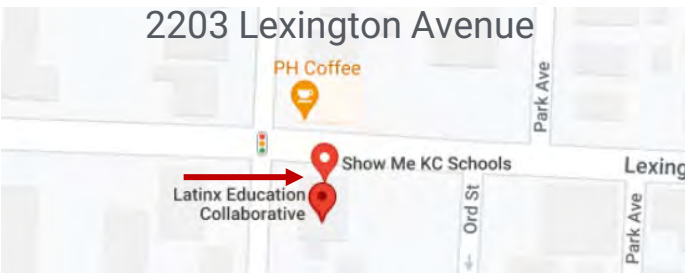 2203 Lexington Avenue
PH Coffee
Park Ave
Show Me KC Schools
Lexing
Latinx Education
Collaborative
Ord St
Park Ave